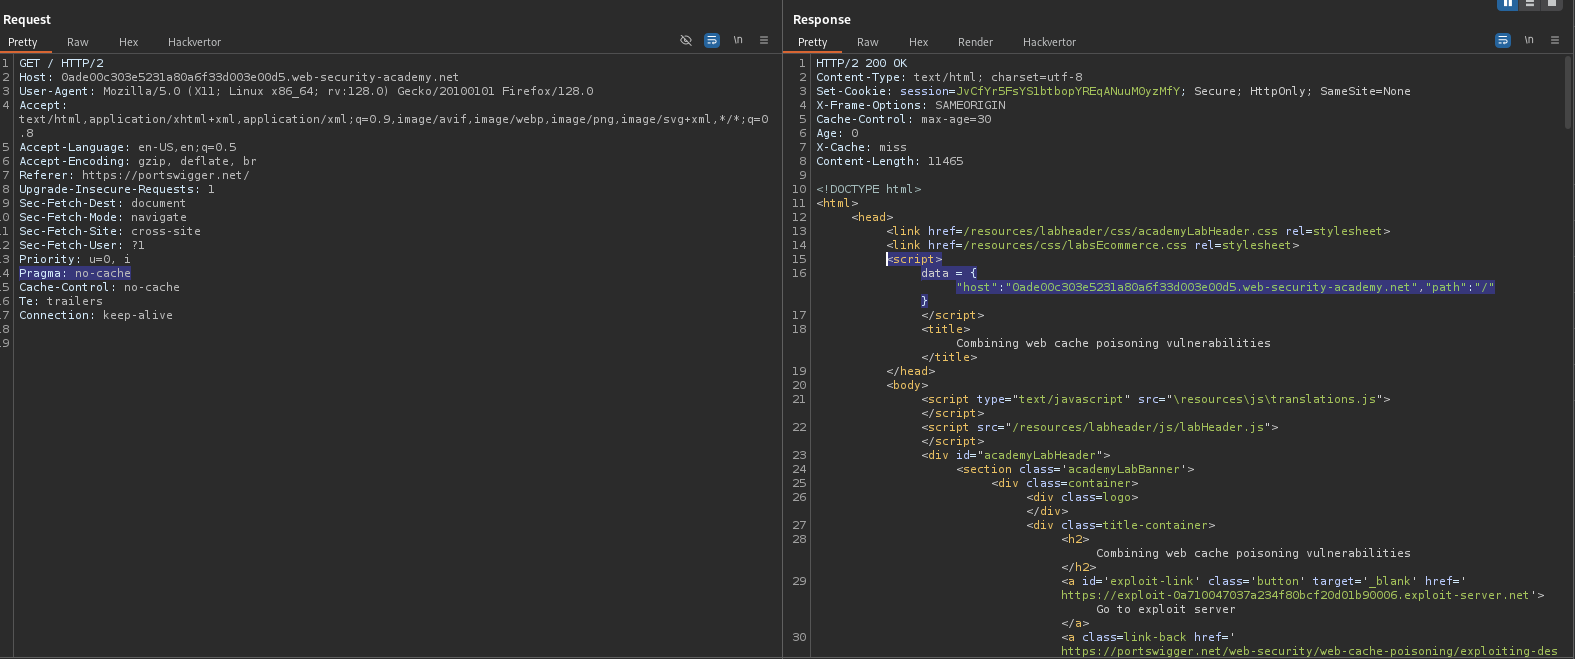 Request
Pretty Raw Hex Hackvertor
\n
1 GET / HTTP/2
2 Host: 0ade00c303e5231a80a6f33d003e00d5.web-security-academy.net
3 User-Agent: Mozilla/5.0 (X11; Linux x86_64; rv:128.0) Gecko/20100101 Firefox/128.0
4 Accept:
text/html,application/xhtml+xml,application/xml;q=0.9,image/avif,image/webp,image/png,image/svg+xml,*/*;q=0
.8
5 Accept-Language: en-US,en;q=0.5
6 Accept-Encoding: gzip, deflate, br
7 Referer: https://portswigger.net/
8 Upgrade-Insecure-Requests: 1
9 Sec-Fetch-Dest: document
0 Sec-Fetch-Mode: navigate
1 Sec-Fetch-Site: cross-site
2 Sec-Fetch-User: ?1
3 Priority: u=0, i
4 Pragma: no-cache
5 Cache-Control: no-cache
6 Te: trailers
7 Connection: keep-alive
8
9
Response
Pretty Raw Hex Render Hackvertor
\n
1 HTTP/2 200 OK
2 Content-Type: text/html; charset=utf-8
3 Set-Cookie: session=JvCfYr5FsYS1btbopYREqANuuM0yzMfY; Secure; HttpOnly; SameSite=None
4 X-Frame-Options: SAMEORIGIN
5 Cache-Control: max-age=30
6 Age: 0
7 X-Cache: miss
8 Content-Length: 11465
9
10 <!DOCTYPE html>
11 <html>
12 <head>
13 <link href=/resources/labheader/css/academyLabHeader.css rel=stylesheet>
14 <link href=/resources/css/labsEcommerce.css rel=stylesheet>
15 <script>
16 data = {
"host":"0ade00c303e5231a80a6f33d003e00d5.web-security-academy.net","path":"/"
}
17 </script>
18 <title>
Combining web cache poisoning vulnerabilities
</title>
19 </head>
20 <body>
21 <script type="text/javascript" src="\resources\js\translations.js">
</script>
22 <script src="/resources/labheader/js/labHeader.js">
</script>
23 <div id="academyLabHeader">
24 <section class='academyLabBanner'>
25 <div class=container>
26 <div class=logo>
</div>
27 <div class=title-container>
28 <h2>
Combining web cache poisoning vulnerabilities
</h2>
29 <a id='exploit-link' class='button' target='_blank' href='
https://exploit-0a710047037a234f80bcf20d01b90006.exploit-server.net'>
Go to exploit server
</a>
30 <a class=link-back href='
https://portswigger.net/web-security/web-cache-poisoning/exploiting-des